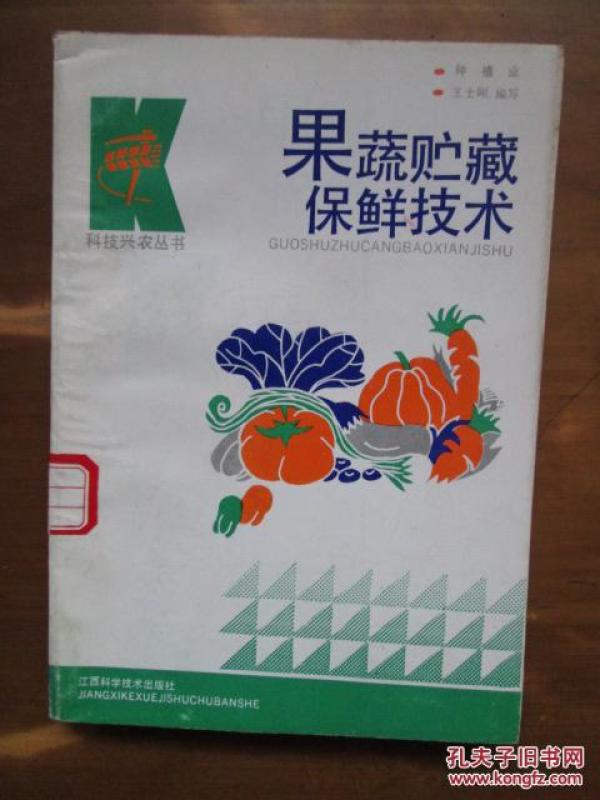 种植业
王士刚 编写
果蔬贮藏
保鲜技术
GUOSHUZHUCANGBAOXIANJISHU
科技兴农丛书
江西科学技术出版社
JIANGXIKEXUEJISHUCHUBANSHE
孔夫子旧书网
www.kongfz.com